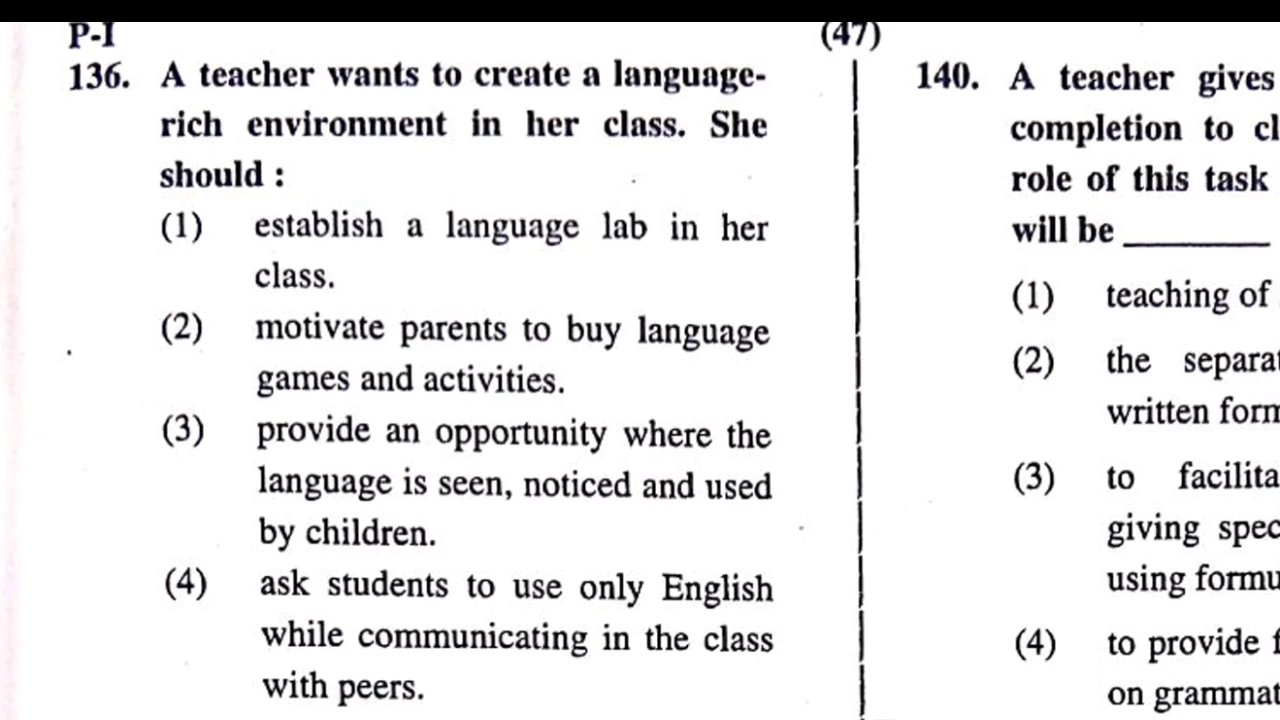 P-I
(47)
136. A teacher wants to create a language-
rich environment in her class. She
should :
(1) establish a language lab in her
class.
(2) motivate parents to buy language
games and activities.
(3) provide an opportunity where the
language is seen, noticed and used
by children.
(4) ask students to use only English
while communicating in the class
with peers.
140. A teacher gives
completion to
role of this task
will be
(1) teaching of
(2) the
written
(3) to
giving
using
(4) to provide
on